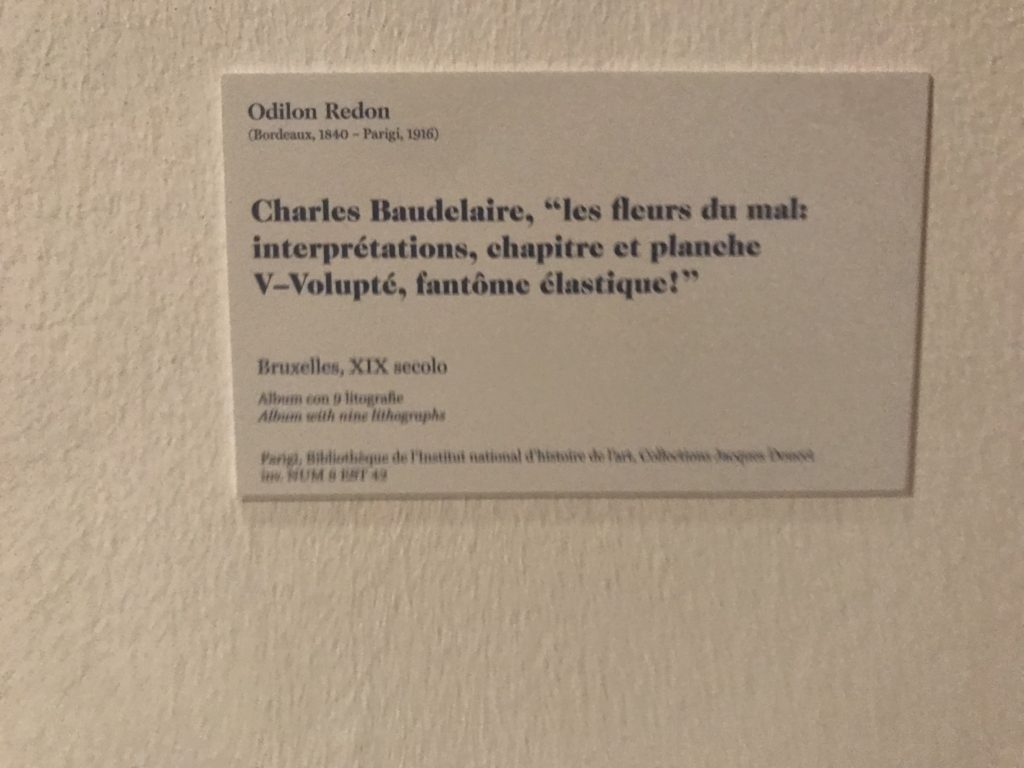 Odilon Redon
(Bordeaux, 1840 – Parigi, 1916)
Charles Baudelaire, “les fleurs du mal:
interprétations, chapitre et planche
V–Volupté, fantôme élastique!”
Bruxelles, XIX secolo
Album con 9 litografie
Album with nine lithographs
Parigi, Bibliothèque de l'Institut national d'histoire de l'art, Collections Jacques Doucet
inv. NUM 8 EST 42